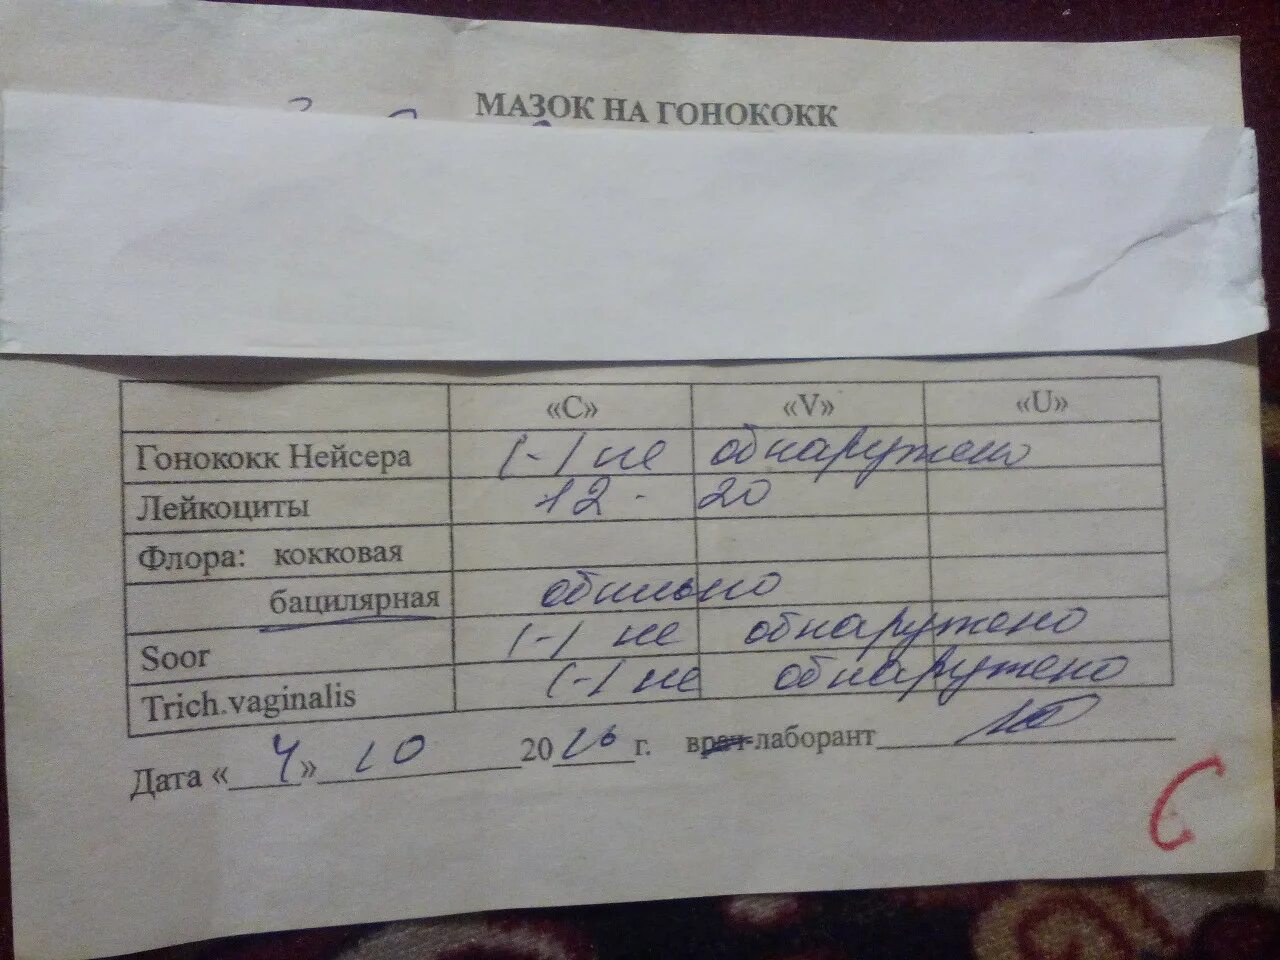 МАЗОК НА ГОНОКОКК
«C» «V» «U»
Гонококк Нейсера (-) не обнаружено
Лейкоциты 12 - 20
Флора: кокковая
бацилярная обильно
Soor (-) не обнаружено
Trich.vaginalis (-) не обнаружено
Дата « 4 » 10 2016 г. врач-лаборант